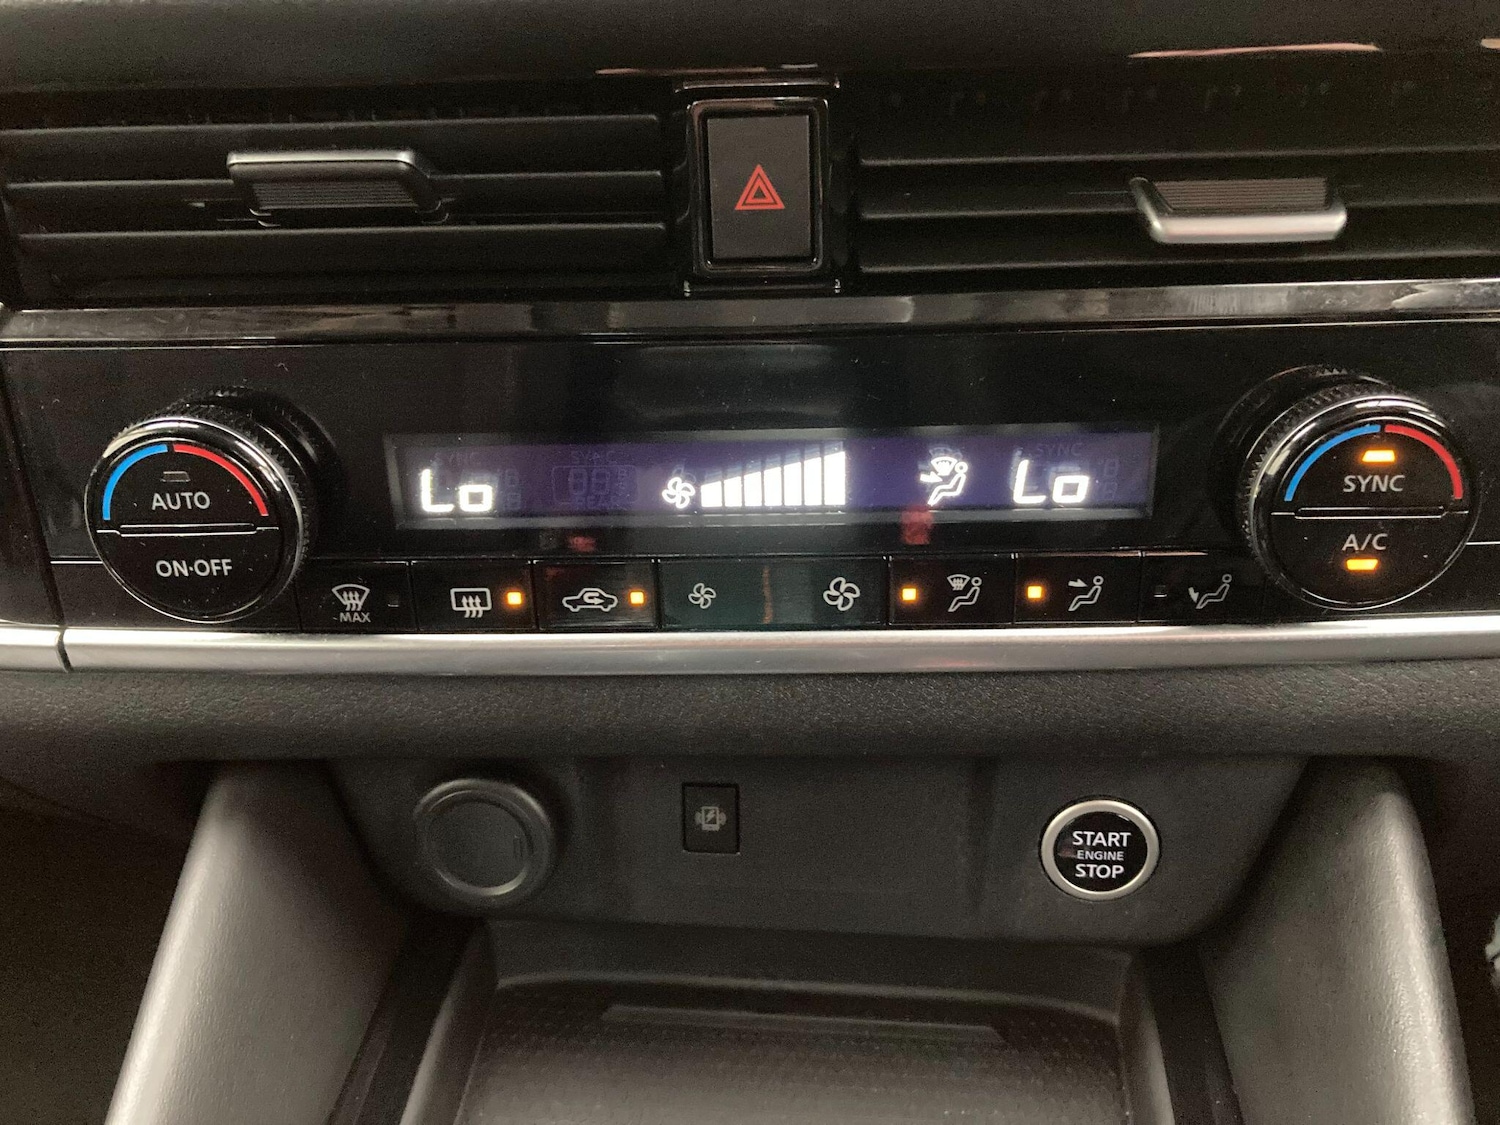 AUTO
ON·OFF
Lo
Lo
SYNC
A/C
MAX
START
ENGINE
STOP